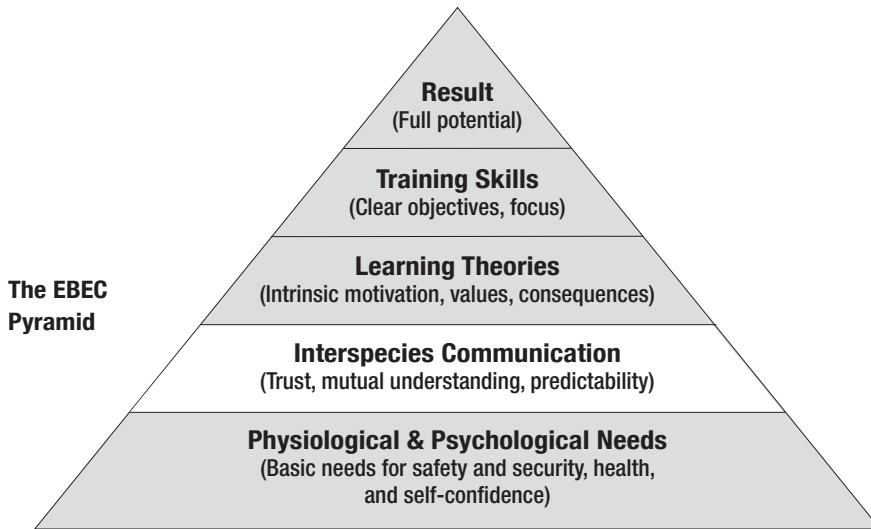 Result
(Full potential)
Training Skills
(Clear objectives, focus)
Learning Theories
(Intrinsic motivation, values, consequences)
The EBEC
Pyramid
Interspecies Communication
(Trust, mutual understanding, predictability)
Physiological & Psychological Needs
(Basic needs for safety and security, health,
and self-confidence)